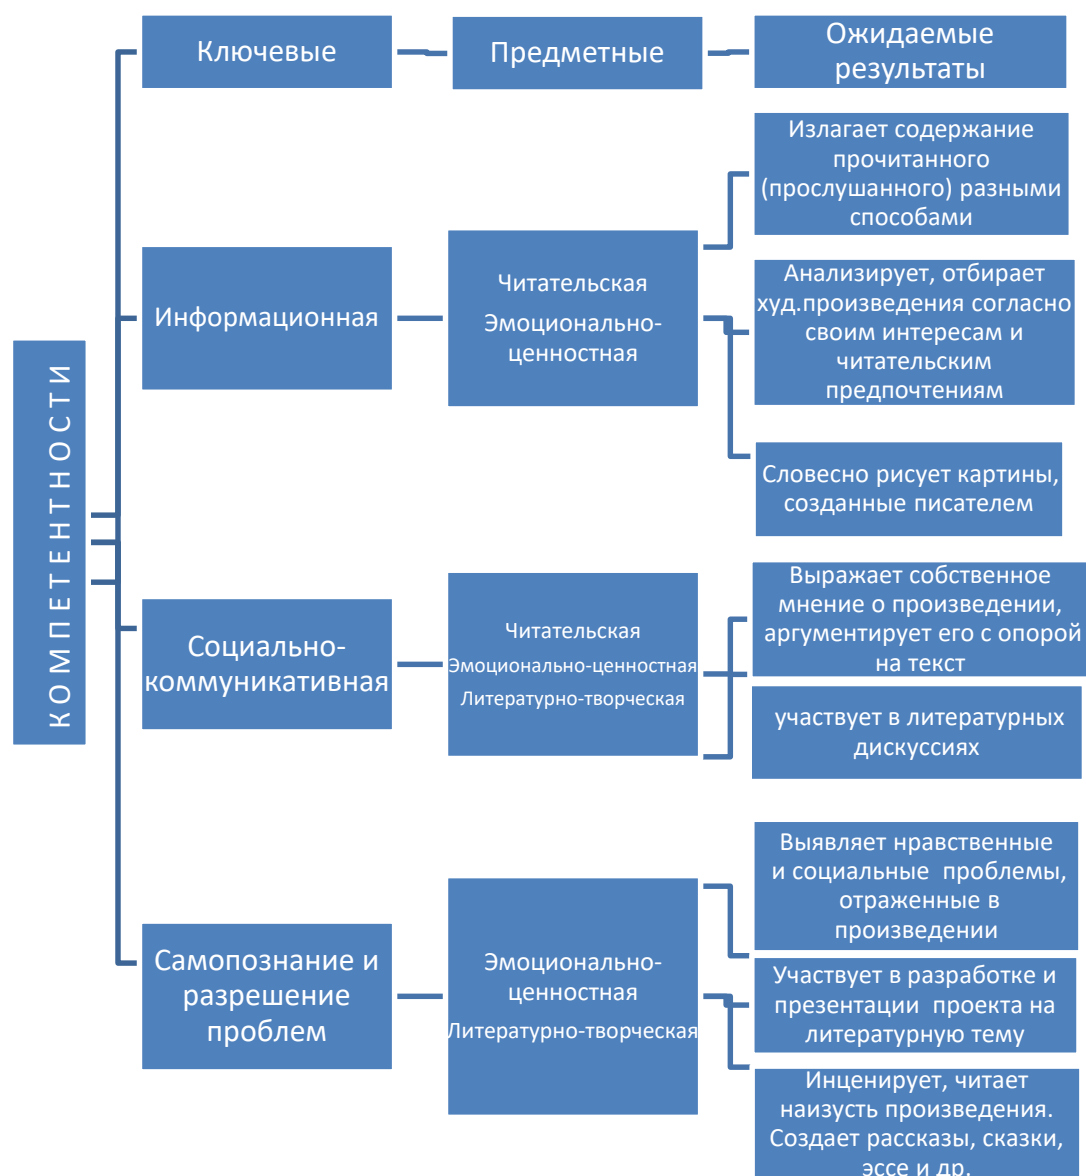 КОМПЕТЕНТНОСТИ
Ключевые
Предметные
Ожидаемые
результаты
Информационная
Читательская
Эмоционально-
ценностная
Излагает содержание
прочитанного
(прослушанного) разными
способами
Анализирует, отбирает
худ.произведения согласно
своим интересам и
читательским
предпочтениям
Словесно рисует картины,
созданные писателем
Социально-
коммуникативная
Читательская
Эмоционально-ценностная
Литературно-творческая
Выражает собственное
мнение о произведении,
аргументирует его с опорой
на текст
участвует в литературных
дискуссиях
Самопознание и
разрешение
проблем
Эмоционально-
ценностная
Литературно-творческая
Выявляет нравственные
и социальные проблемы,
отраженные в
произведении
Участвует в разработке и
презентации проекта на
литературную тему
Инценирует, читает
наизусть произведения.
Создает рассказы, сказки,
эссе и др.